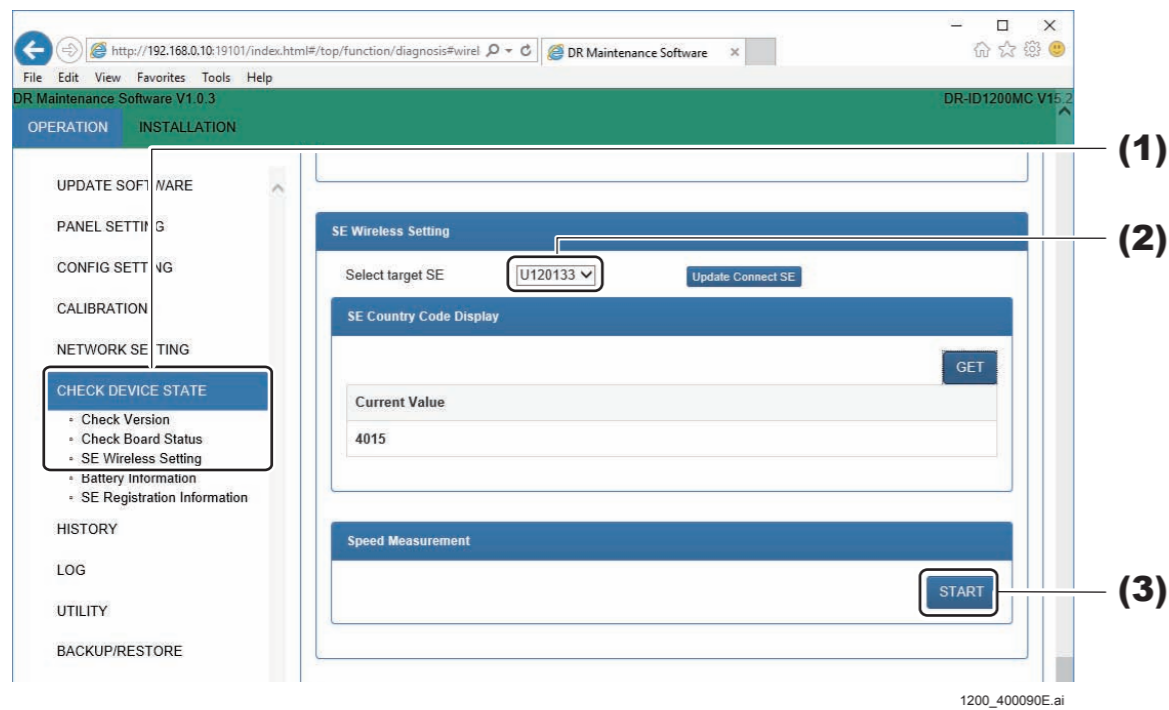 http://192.168.0.10:19101/index.html#/top/function/diagnosis#wirel
DR Maintenance Software
File Edit View Favorites Tools Help
DR Maintenance Software V1.0.3
DR-ID1200MC V15.2
OPERATION INSTALLATION
(1)
UPDATE SOFTWARE
PANEL SETTING
SE Wireless Setting
(2)
CONFIG SETTING
Select target SE U120133 Update Connect SE
CALIBRATION
SE Country Code Display
NETWORK SETTING
GET
CHECK DEVICE STATE
Current Value
Check Version
Check Board Status
4015
SE Wireless Setting
Battery Information
SE Registration Information
HISTORY
Speed Measurement
LOG
START
(3)
UTILITY
BACKUP/RESTORE
1200_400090E.ai